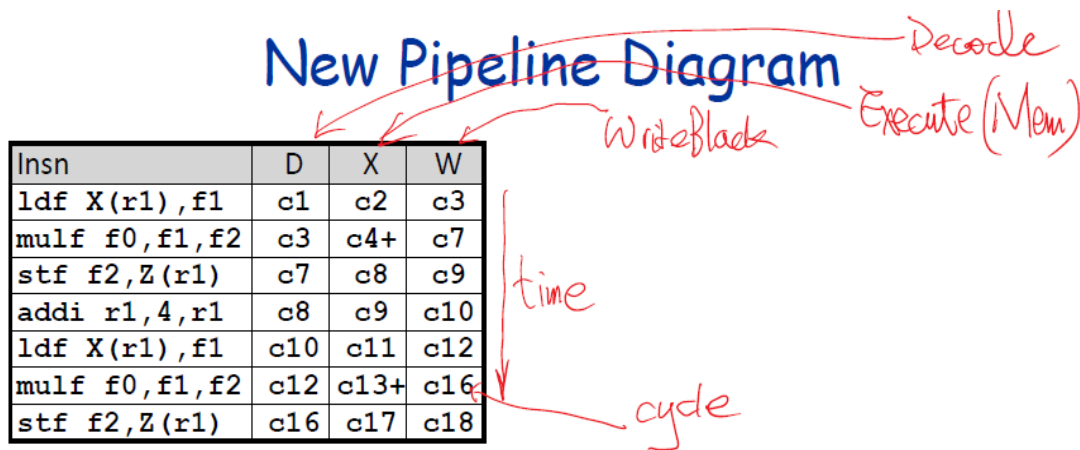 New Pipeline Diagram
Decode
Execute (Mem)
WriteBlack
Insn D X W
ldf X(r1),f1 c1 c2 c3
mulf f0,f1,f2 c3 c4+ c7
stf f2,Z(r1) c7 c8 c9
addi r1,4,r1 c8 c9 c10
ldf X(r1),f1 c10 c11 c12
mulf f0,f1,f2 c12 c13+ c16
stf f2,Z(r1) c16 c17 c18
time
cycle